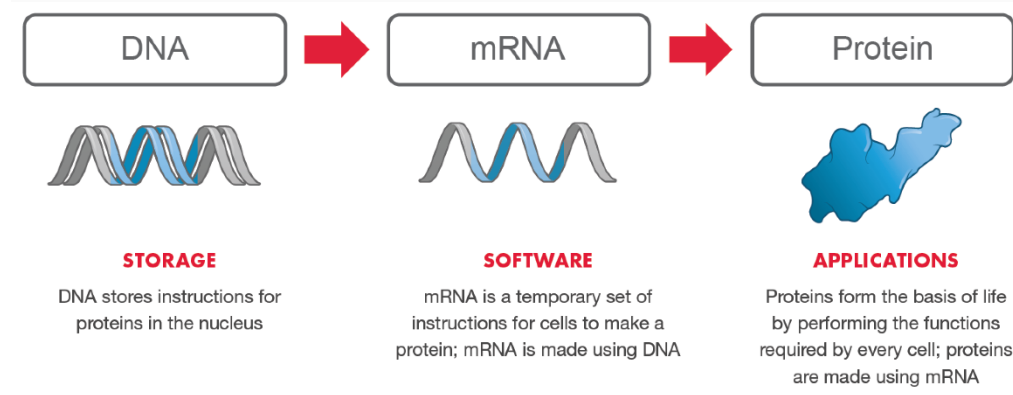 DNA
mRNA
Protein
STORAGE
DNA stores instructions for
proteins in the nucleus
SOFTWARE
mRNA is a temporary set of
instructions for cells to make a
protein; mRNA is made using DNA
APPLICATIONS
Proteins form the basis of life
by performing the functions
required by every cell; proteins
are made using mRNA